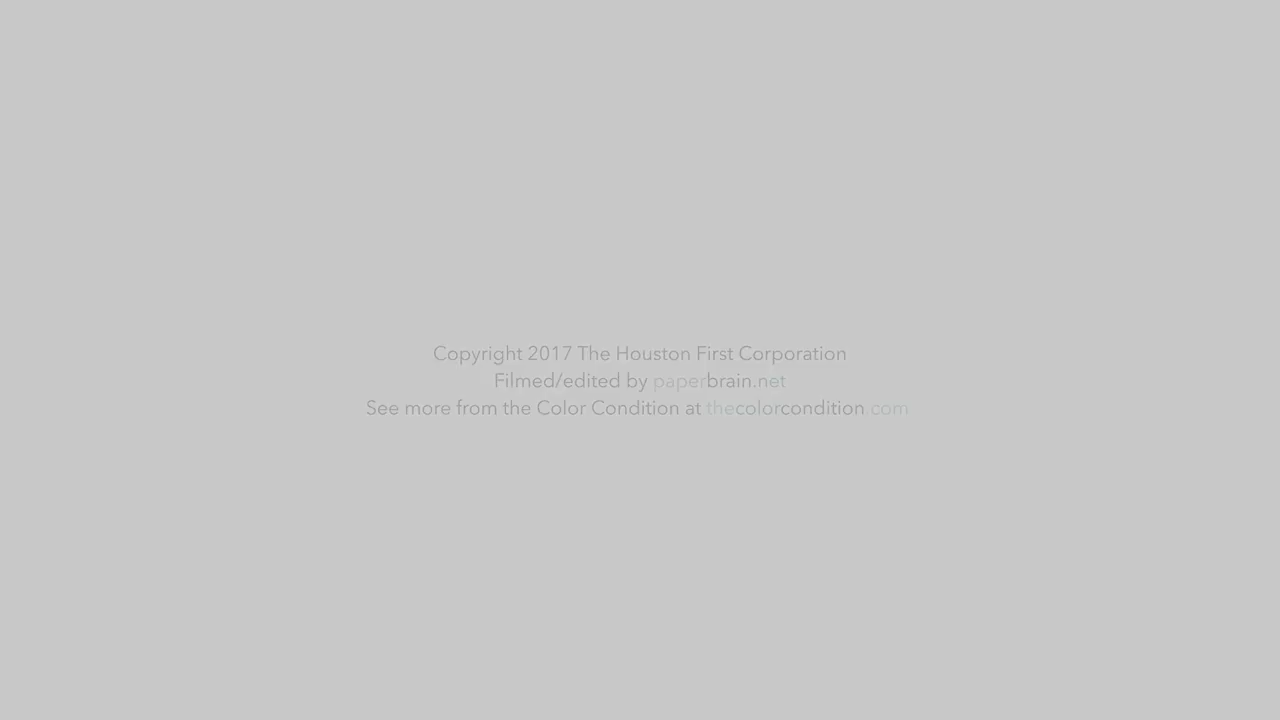 Copyright 2017 The Houston First Corporation
Filmed/edited by paperbrain.net
See more from the Color Condition at thecolorcondition.com